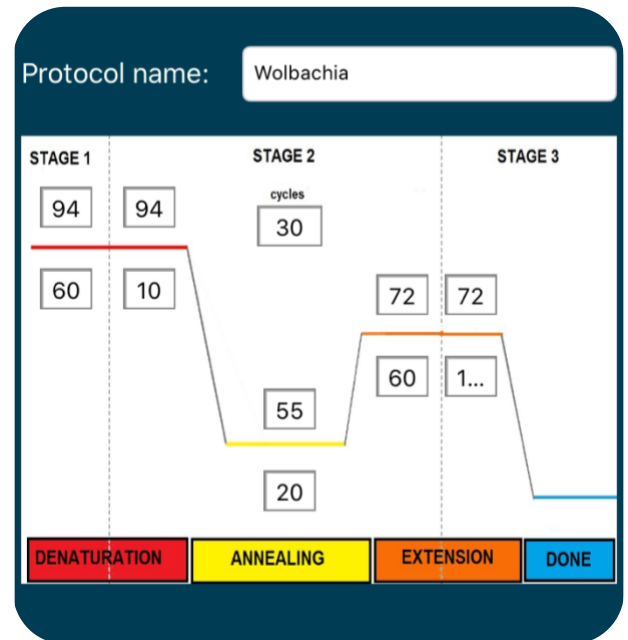 Protocol name: Wolbachia
STAGE 1 STAGE 2 STAGE 3
cycles
94 94 30
60 10 72 72
60 1...
55
20
DENATURATION ANNEALING EXTENSION DONE